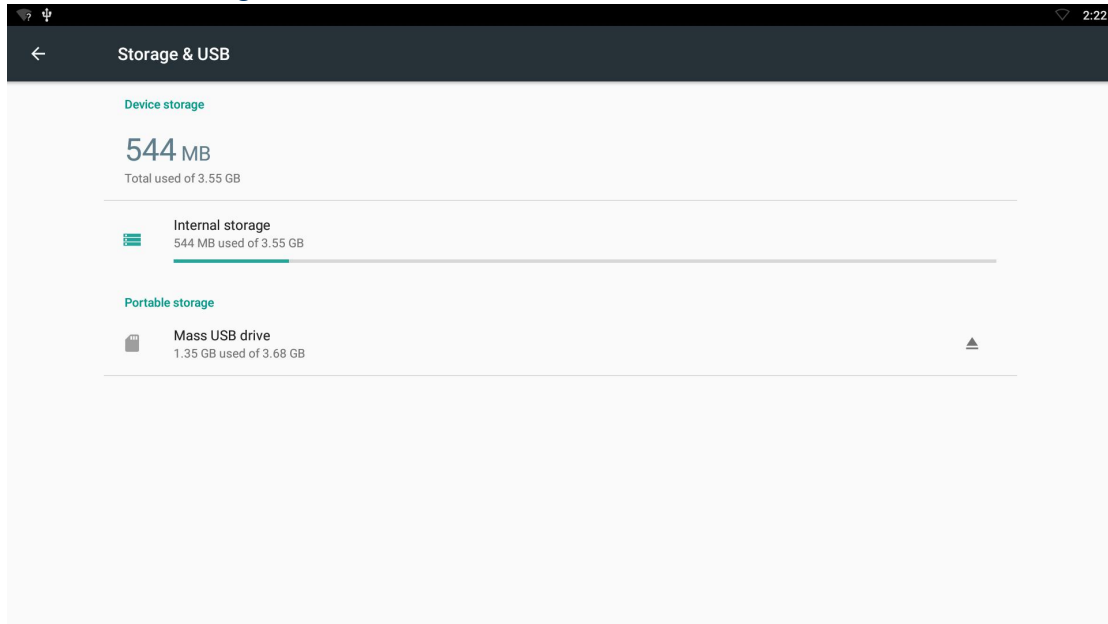 2:22
Storage & USB
Device storage
544 MB
Total used of 3.55 GB
Internal storage
544 MB used of 3.55 GB
Portable storage
Mass USB drive
1.35 GB used of 3.68 GB